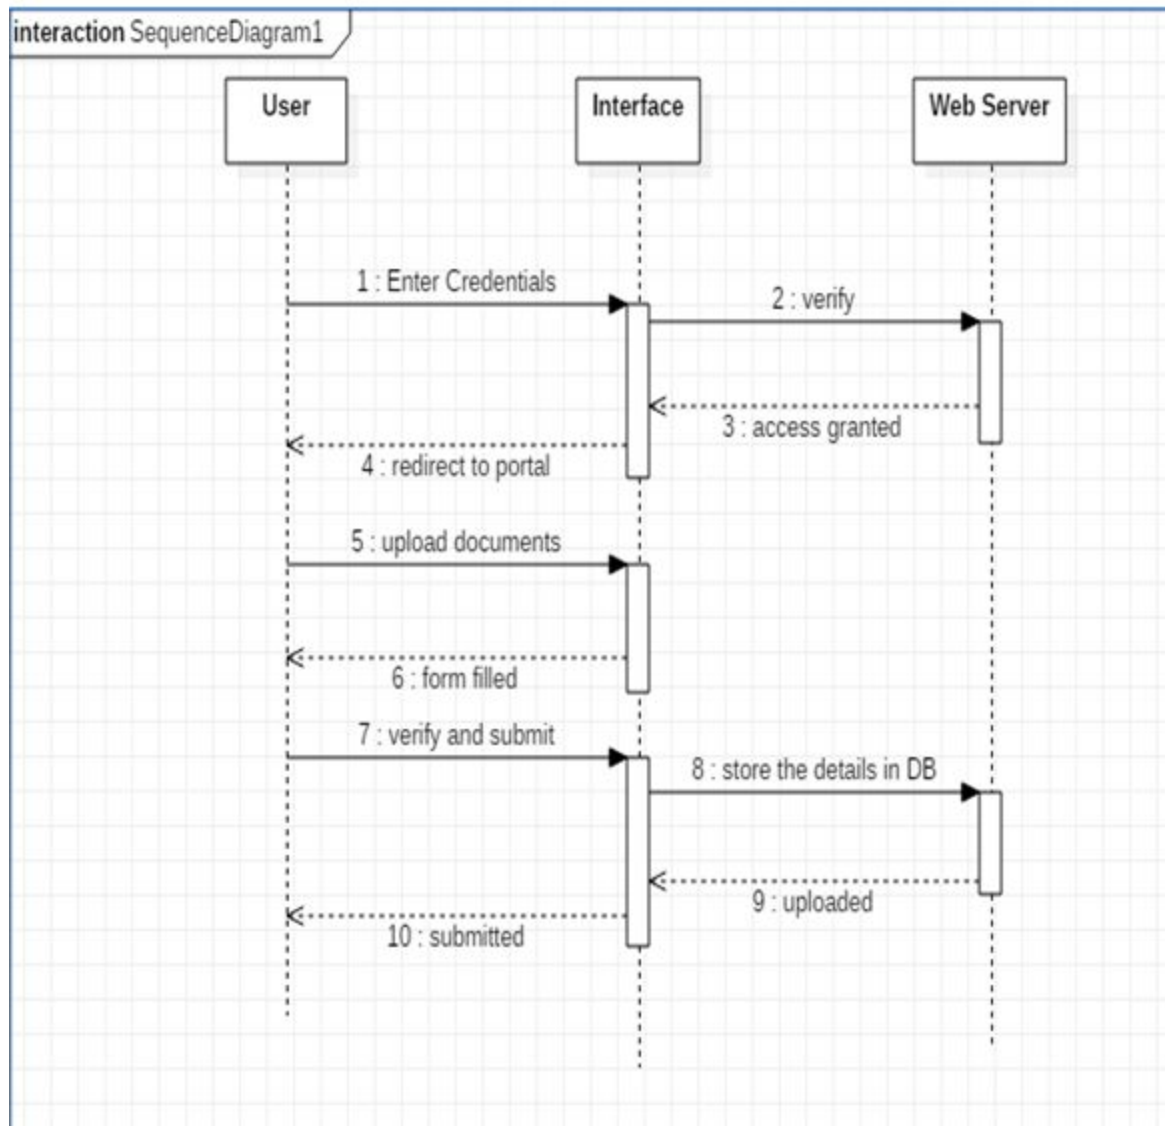 interaction SequenceDiagram1
User
Interface
Web Server
1 : Enter Credentials
2 : verify
3 : access granted
4 : redirect to portal
5 : upload documents
6 : form filled
7 : verify and submit
8 : store the details in DB
9 : uploaded
10 : submitted